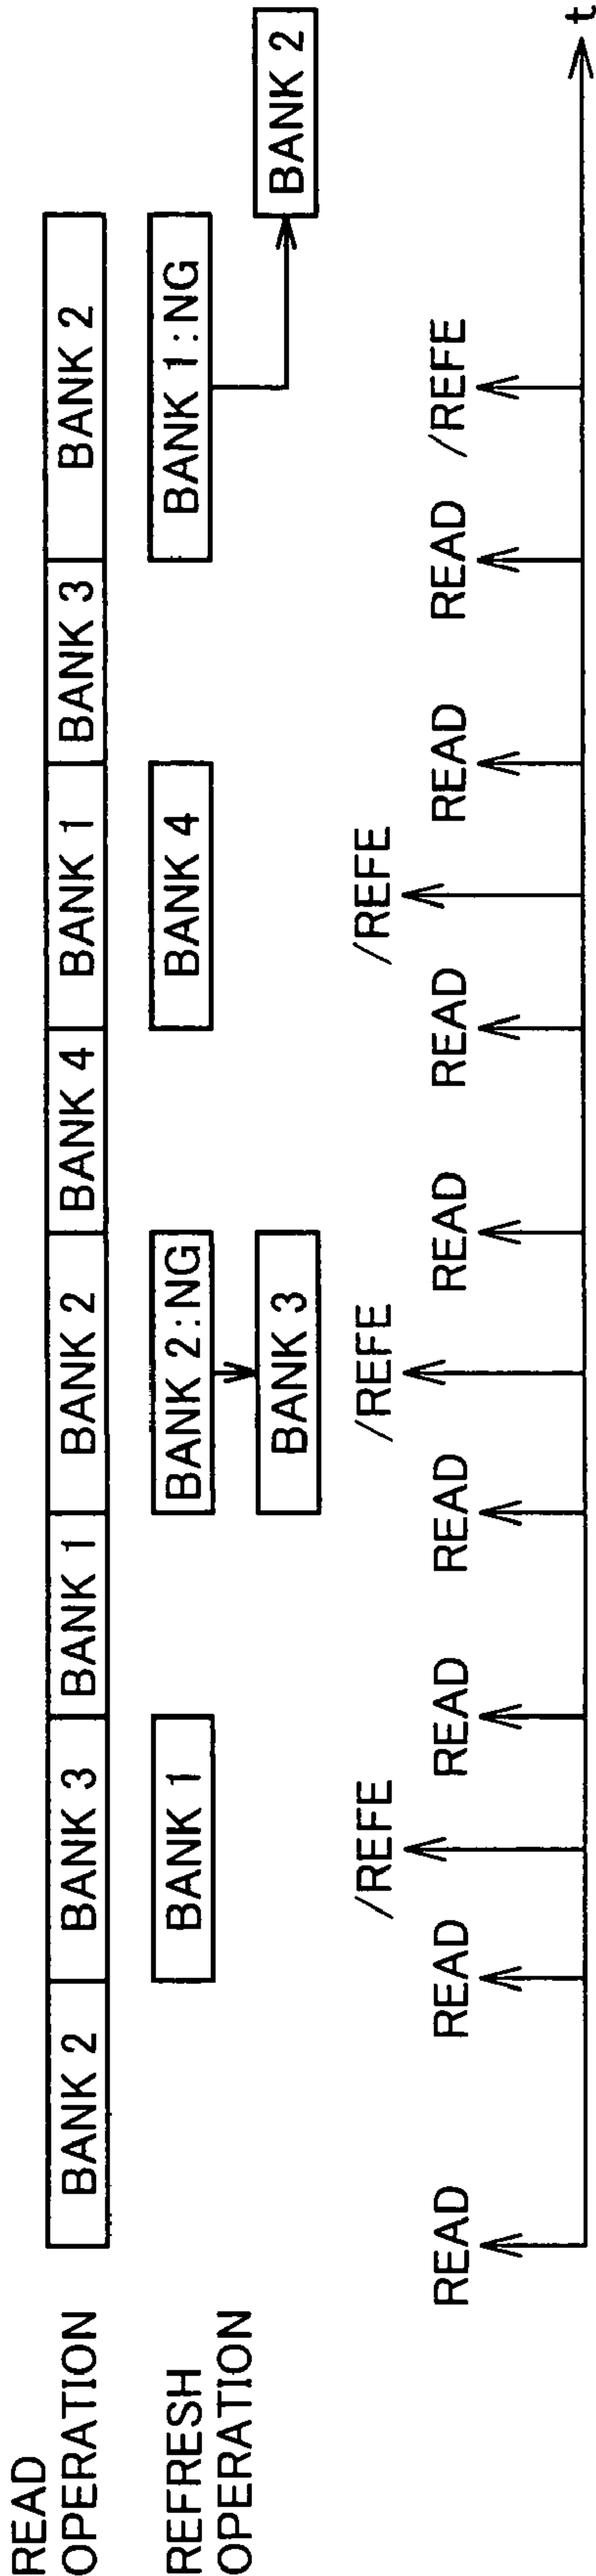 READ
OPERATION
BANK 2
BANK 3
BANK 1
BANK 2
BANK 4
BANK 1
BANK 3
BANK 2
REFRESH
OPERATION
BANK 1
BANK 2:NG
BANK 4
BANK 1:NG
BANK 3
BANK 2
/REFE
/REFE
/REFE
READ
READ
READ
READ
READ
READ
READ
READ
/REFE
t